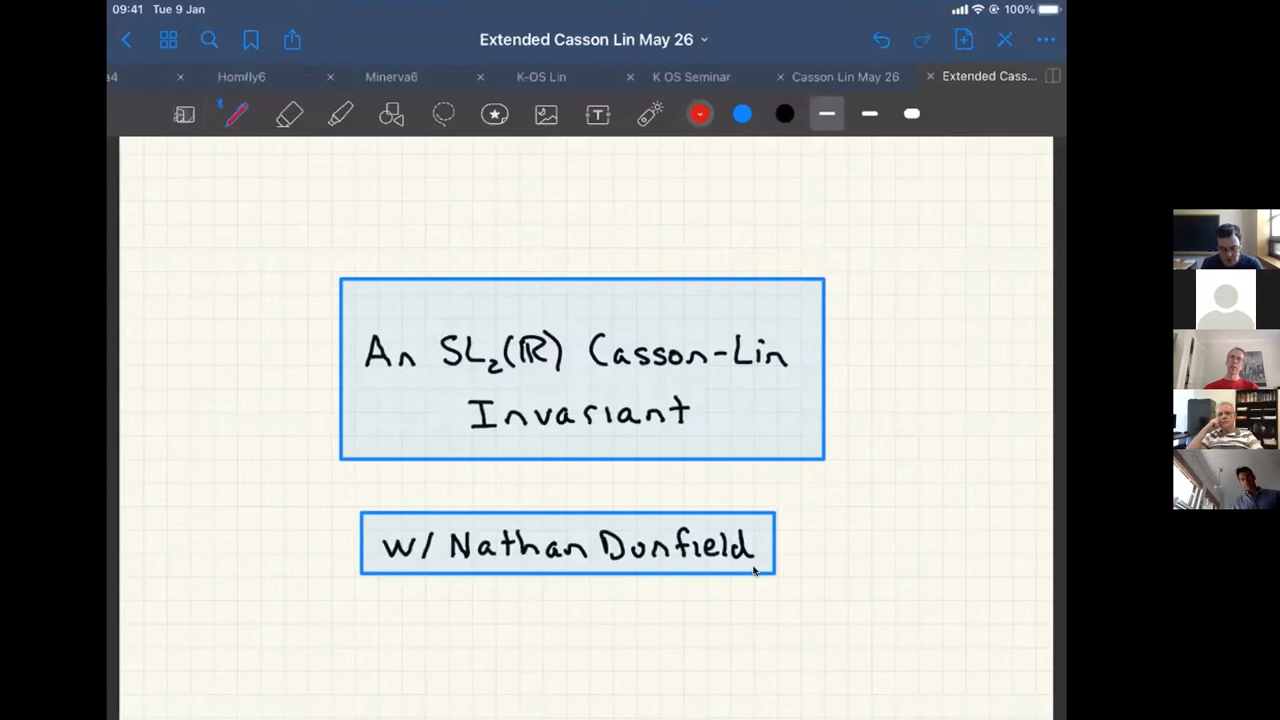 09:41 Tue 9 Jan
100%
Extended Casson Lin May 26
a4
Homfly6
Minerva6
K-OS Lin
K OS Seminar
Casson Lin May 26
Extended Cass...
An SL₂(ℝ) Casson-Lin
Invariant
w/ Nathan Dunfield